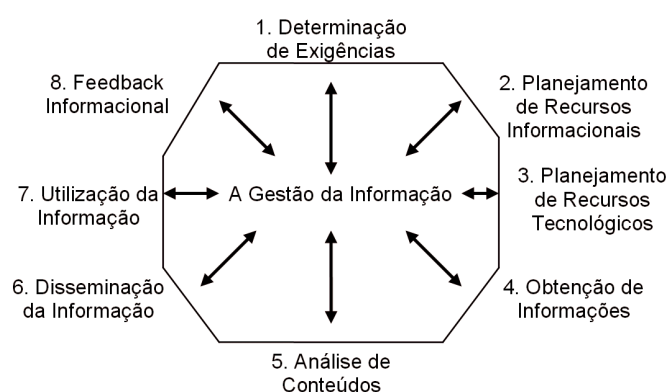 1. Determinação
de Exigências
2. Planejamento
de Recursos
Informacionais
3. Planejamento
de Recursos
Tecnológicos
4. Obtenção de
Informações
5. Análise de
Conteúdos
6. Disseminação
da Informação
7. Utilização da
Informação
8. Feedback
Informacional
A Gestão da Informação